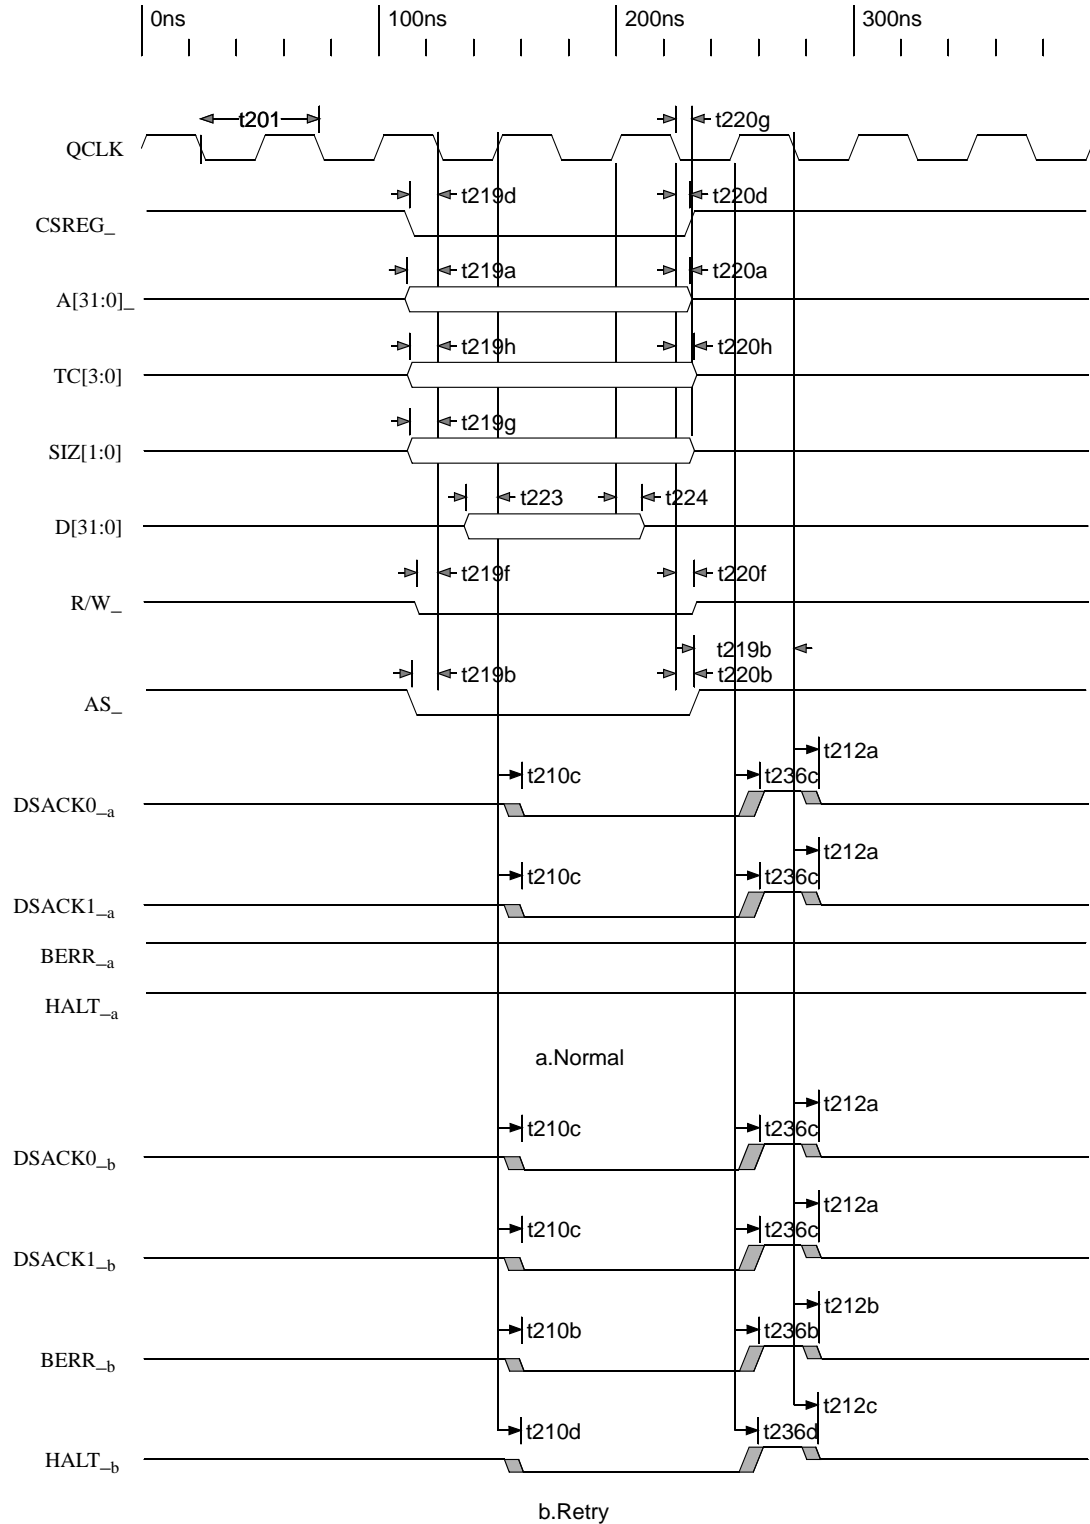 0ns 100ns 200ns 300ns
t201 t220g
QCLK
t219d t220d
CSREG_
t219a t220a
A[31:0]_
t219h t220h
TC[3:0]
t219g
SIZ[1:0]
t223 t224
D[31:0]
t219f t220f
R/W_
t219b
t219b t220b
AS_
t212a
t210c t236c
DSACK0_a
t212a
t210c t236c
DSACK1_a
BERR_a
HALT_a
a.Normal
t212a
t210c t236c
DSACK0_b
t212a
t210c t236c
DSACK1_b
t212b
t210b t236b
BERR_b
t212c
t210d t236d
HALT_b
b.Retry